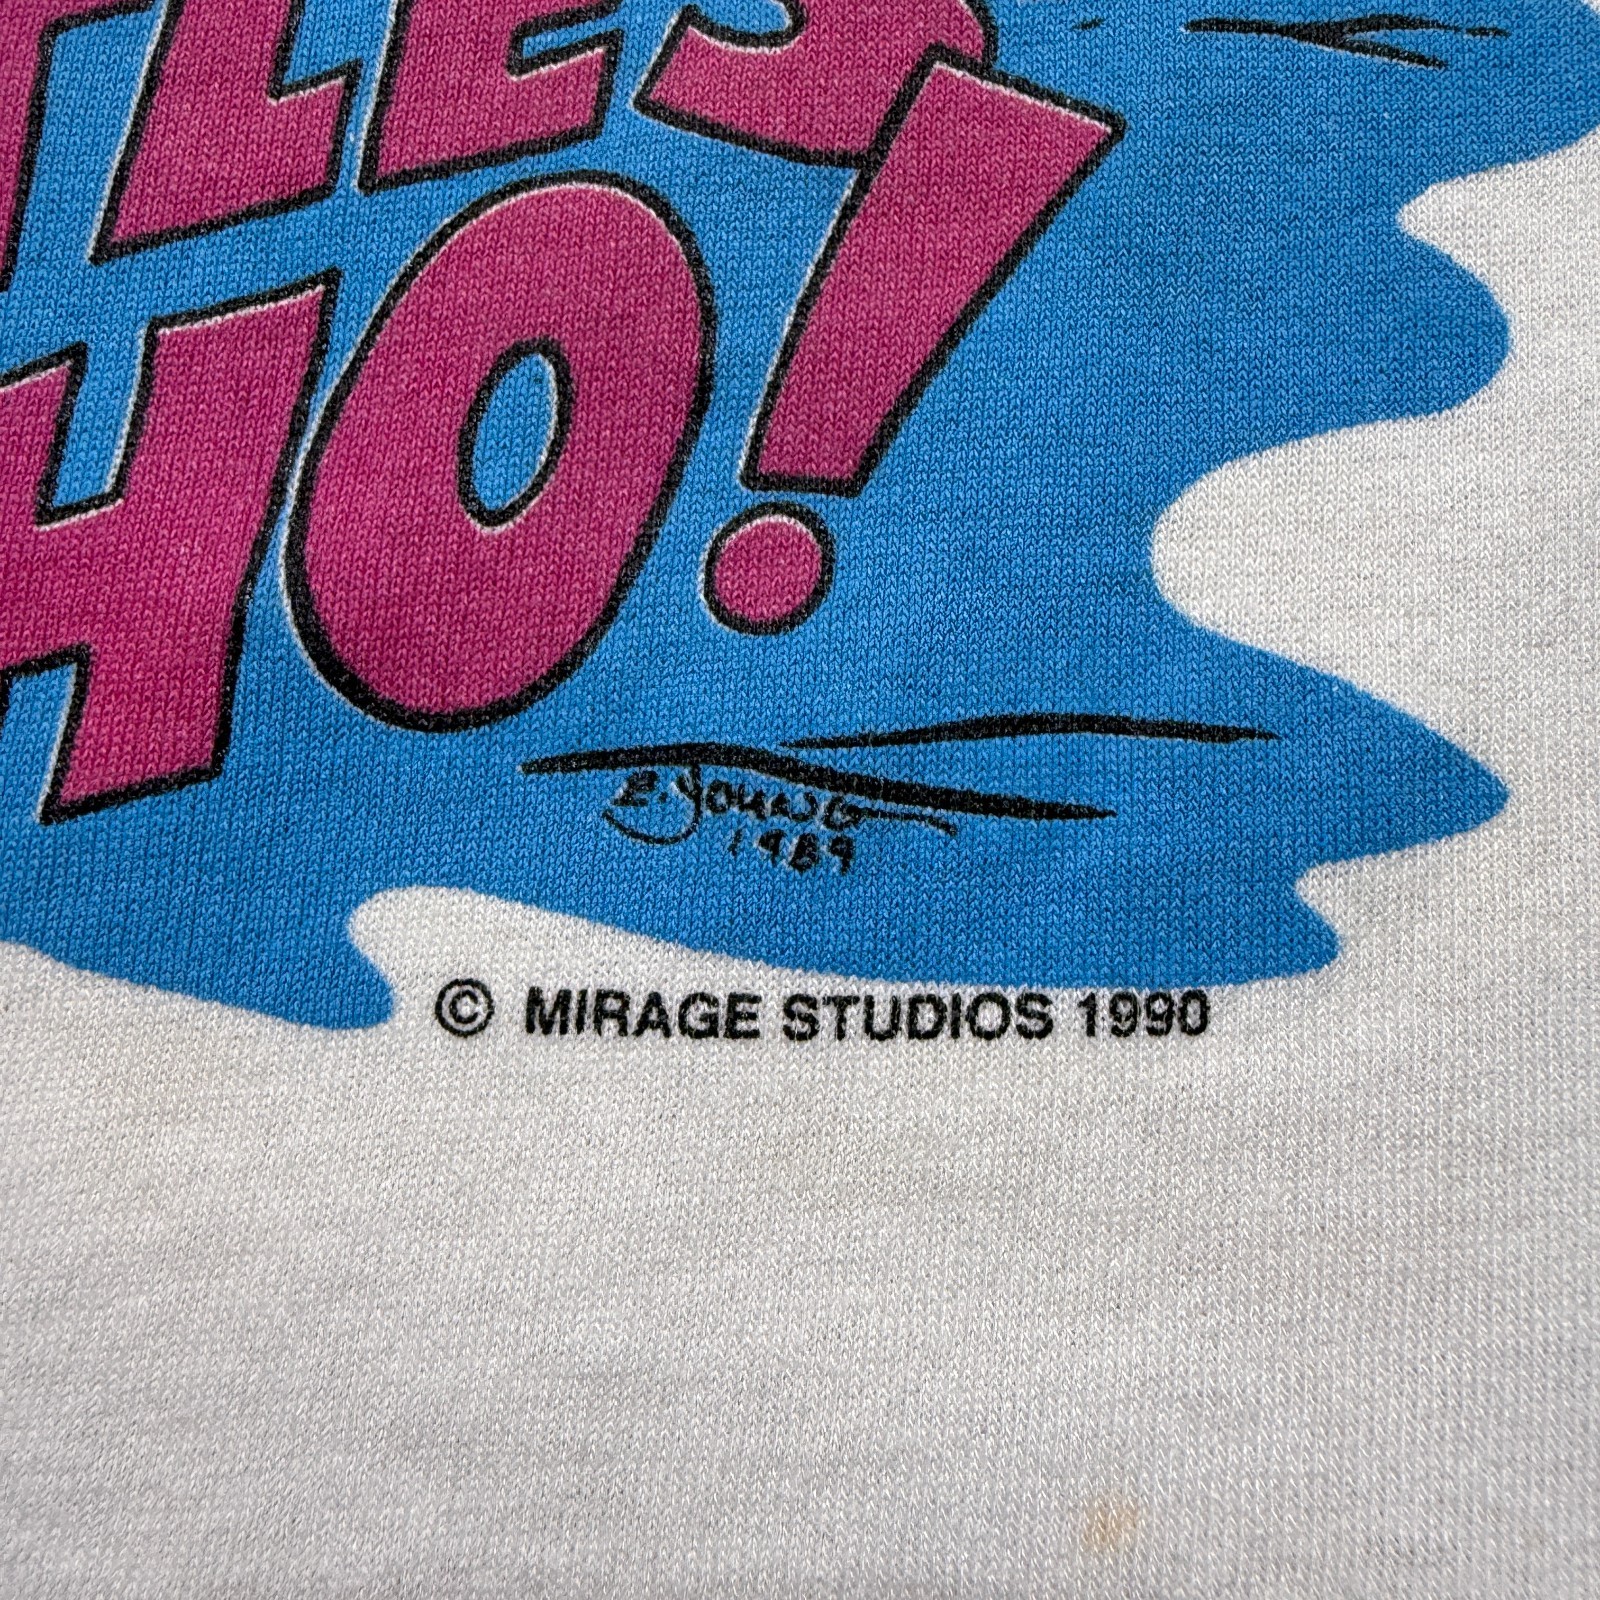 LES!
HO!
E. YOUNG
1989
© MIRAGE STUDIOS 1990